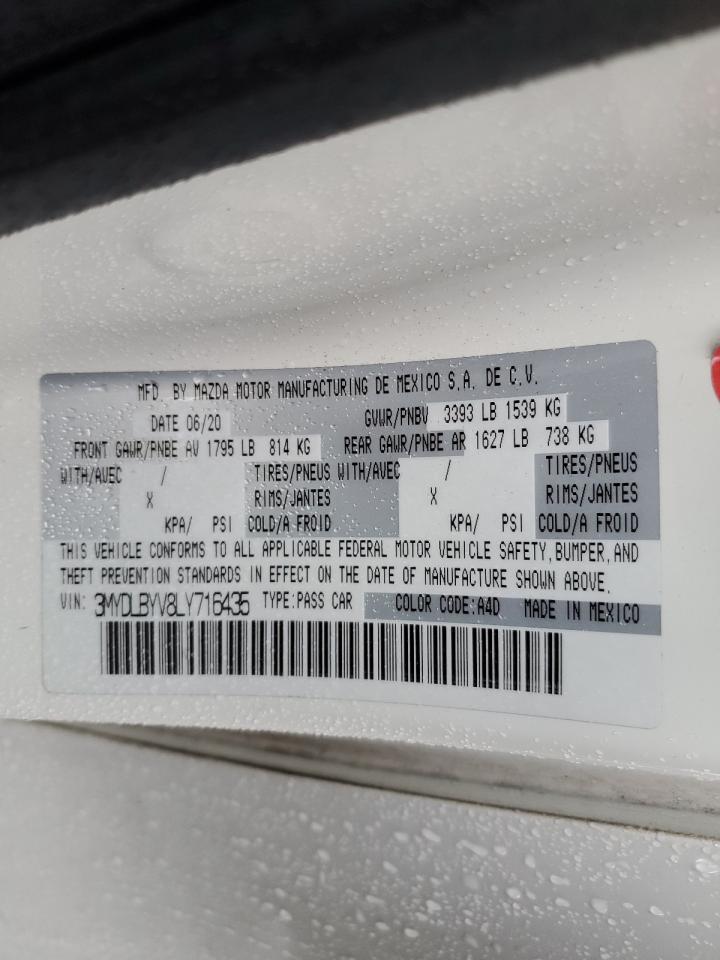 MFD. BY MAZDA MOTOR MANUFACTURING DE MEXICO S.A. DE C.V.
DATE 06/20 GVWR/PNBV 3393 LB 1539 KG
FRONT GAWR/PNBE AV 1795 LB 814 KG REAR GAWR/PNBE AR 1627 LB 738 KG
WITH/AVEC / TIRES/PNEUS WITH/AVEC / TIRES/PNEUS
X RIMS/JANTES X RIMS/JANTES
KPA/ PSI COLD/A FROID KPA/ PSI COLD/A FROID
THIS VEHICLE CONFORMS TO ALL APPLICABLE FEDERAL MOTOR VEHICLE SAFETY, BUMPER, AND
THEFT PREVENTION STANDARDS IN EFFECT ON THE DATE OF MANUFACTURE SHOWN ABOVE.
VIN: 3MYDLBYV8LY716435 TYPE:PASS CAR COLOR CODE:A4D MADE IN MEXICO